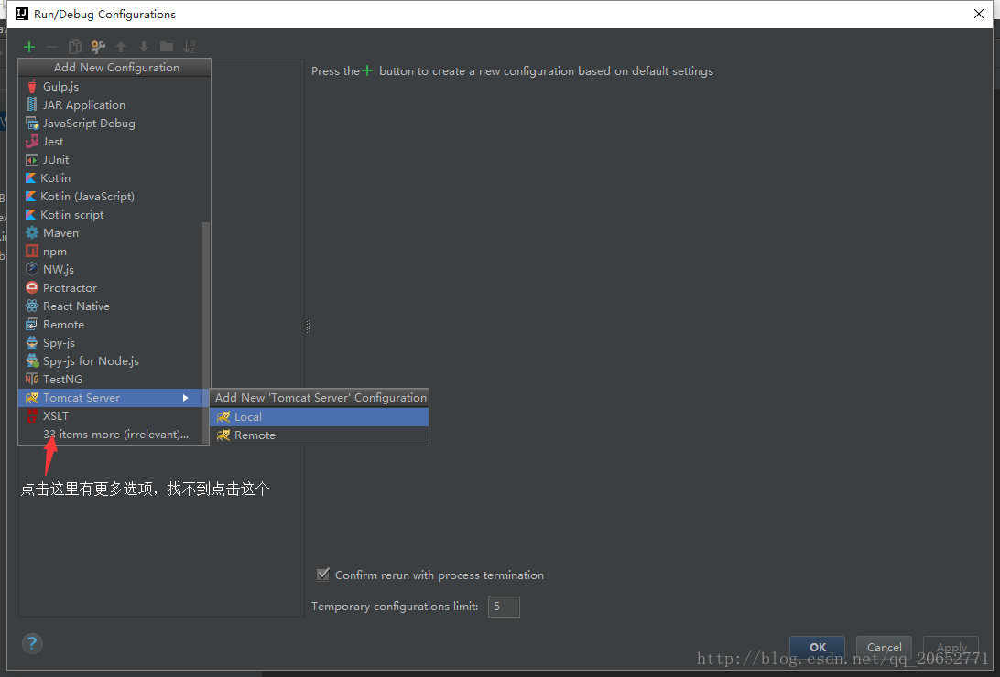 Run/Debug Configurations
Add New Configuration
Press the + button to create a new configuration based on default settings
Gulp.js
JAR Application
JavaScript Debug
Jest
JUnit
Kotlin
Kotlin (JavaScript)
Kotlin script
Maven
npm
NW.js
Protractor
React Native
Remote
Spy-js
Spy-js for Node.js
TestNG
Tomcat Server
Add New 'Tomcat Server' Configuration
XSLT
Local
33 items more (irrelevant)...
Remote
点击这里有更多选项，找不到点击这个
Confirm rerun with process termination
Temporary configurations limit: 5
?
OK
Cancel
Apply
http://blog.csdn.net/qq_20652771